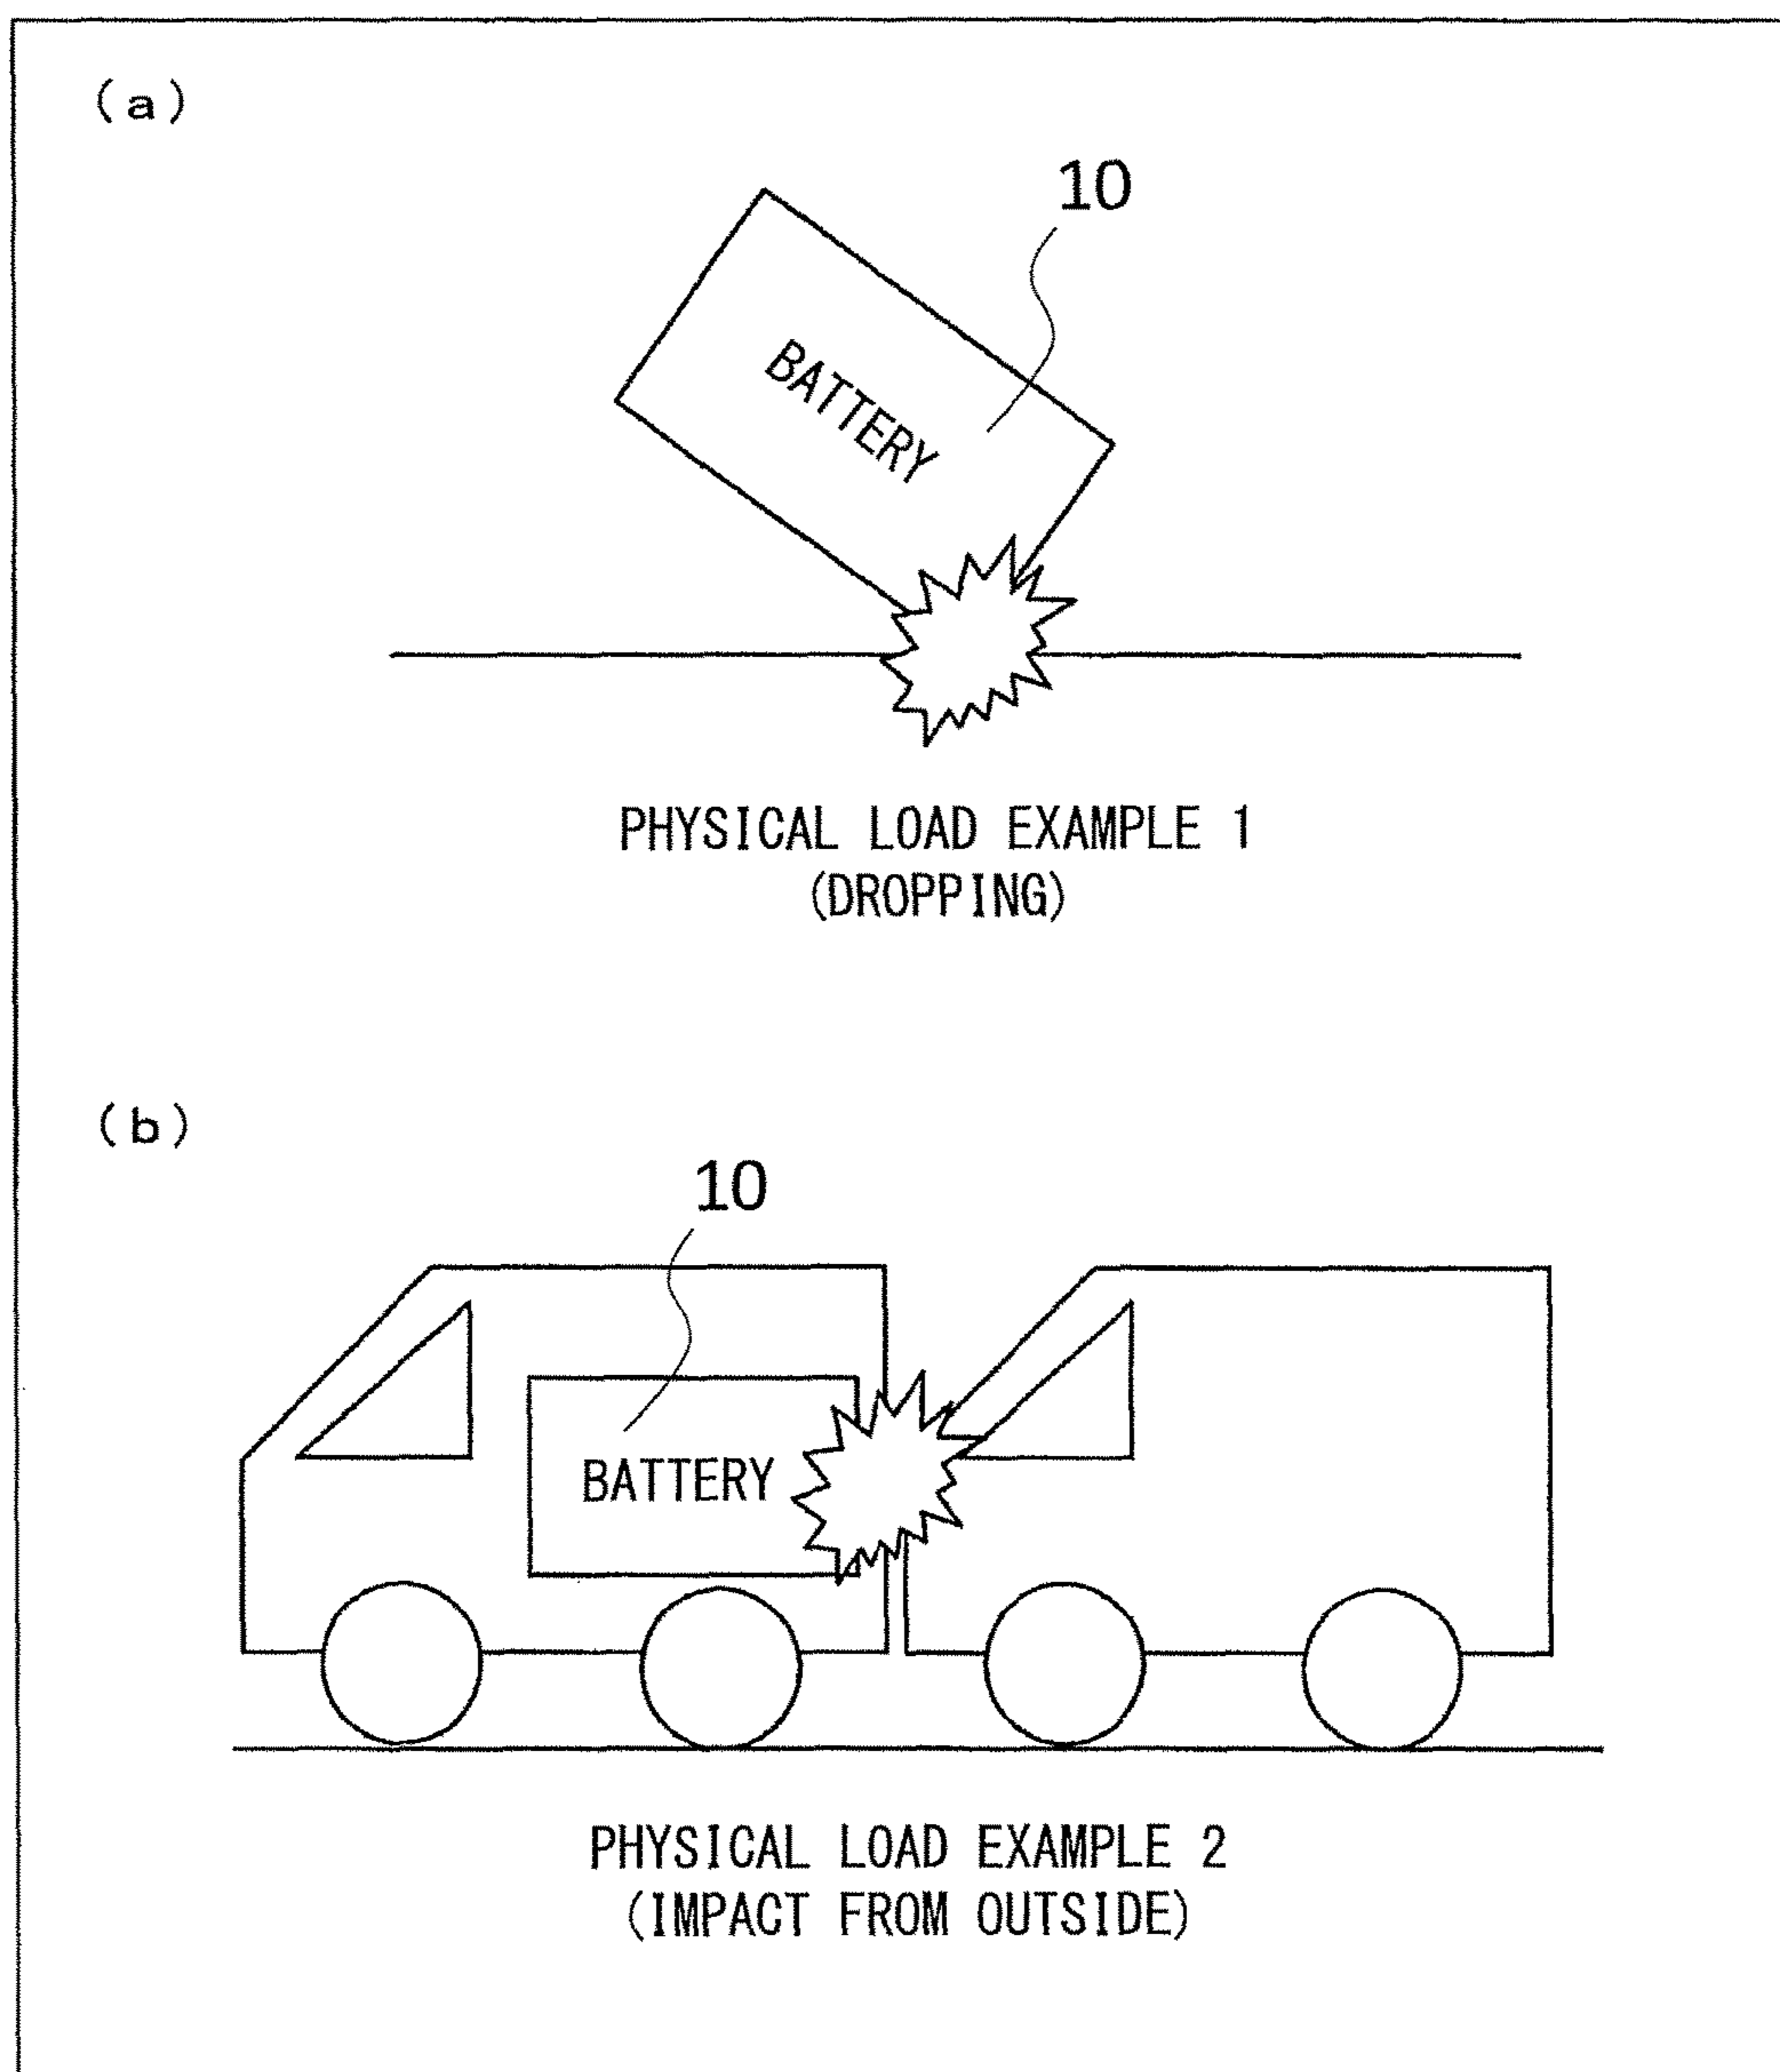 (a)
10
BATTERY
PHYSICAL LOAD EXAMPLE 1
(DROPPING)
(b)
10
BATTERY
PHYSICAL LOAD EXAMPLE 2
(IMPACT FROM OUTSIDE)